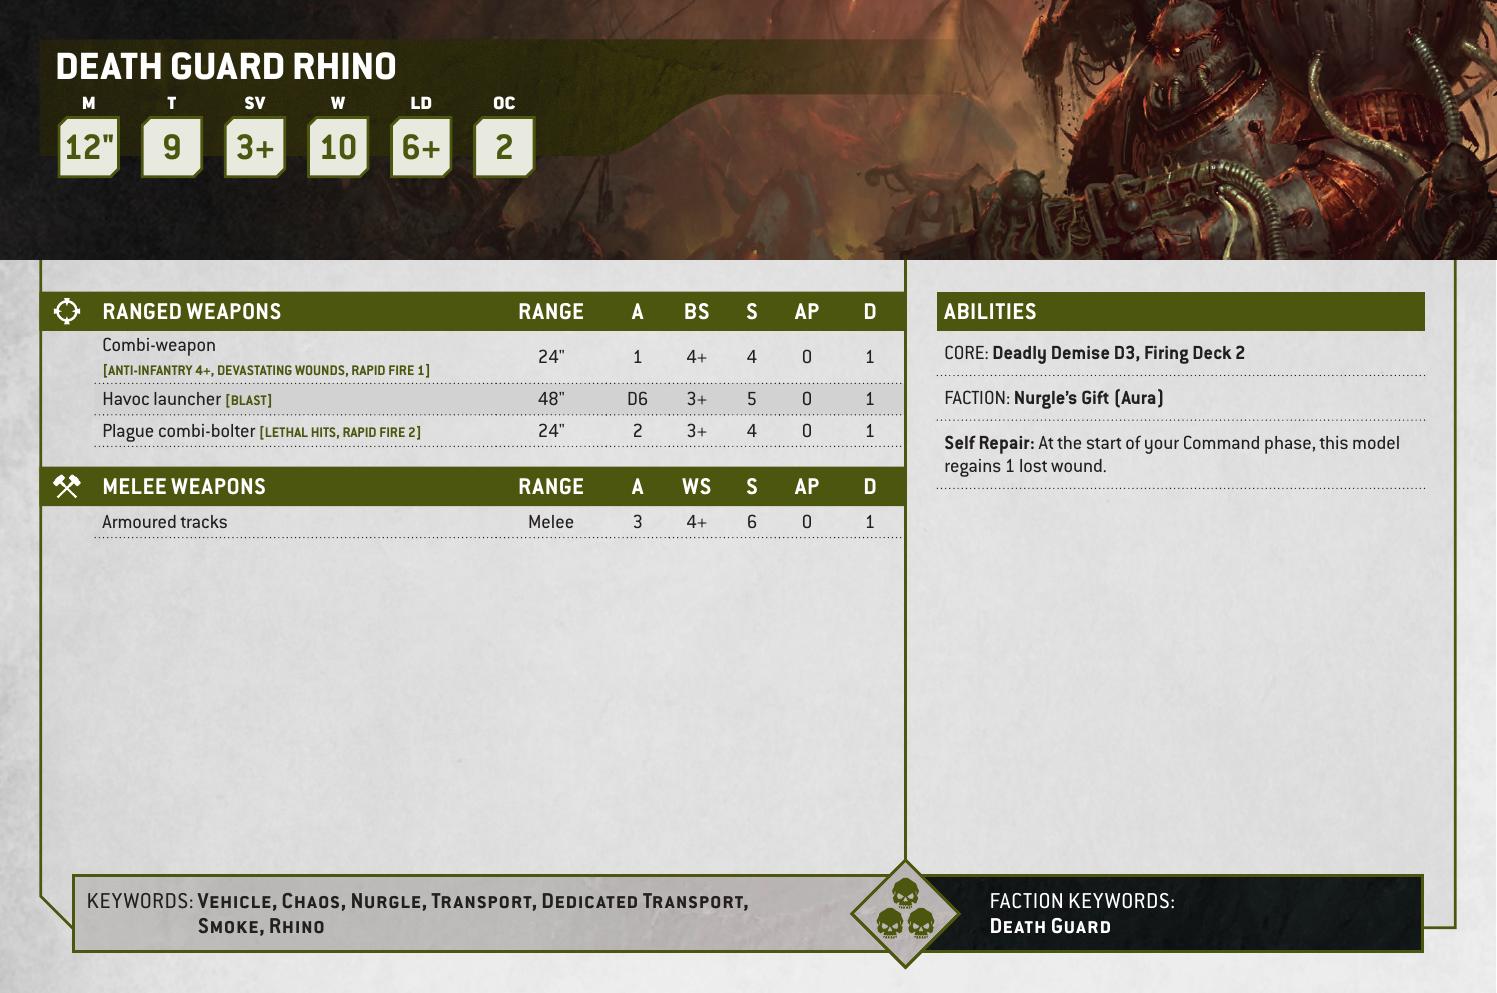 DEATH GUARD RHINO
M T SV W LD OC
12" 9 3+ 10 6+ 2
RANGED WEAPONS RANGE A BS S AP D
Combi-weapon
[ANTI-INFANTRY 4+, DEVASTATING WOUNDS, RAPID FIRE 1] 24" 1 4+ 4 0 1
Havoc launcher [BLAST] 48" D6 3+ 5 0 1
Plague combi-bolter [LETHAL HITS, RAPID FIRE 2] 24" 2 3+ 4 0 1
MELEE WEAPONS RANGE A WS S AP D
Armoured tracks Melee 3 4+ 6 0 1
ABILITIES
CORE: Deadly Demise D3, Firing Deck 2
FACTION: Nurgle's Gift (Aura)
Self Repair: At the start of your Command phase, this model
regains 1 lost wound.
KEYWORDS: VEHICLE, CHAOS, NURGLE, TRANSPORT, DEDICATED TRANSPORT,
SMOKE, RHINO
FACTION KEYWORDS:
DEATH GUARD